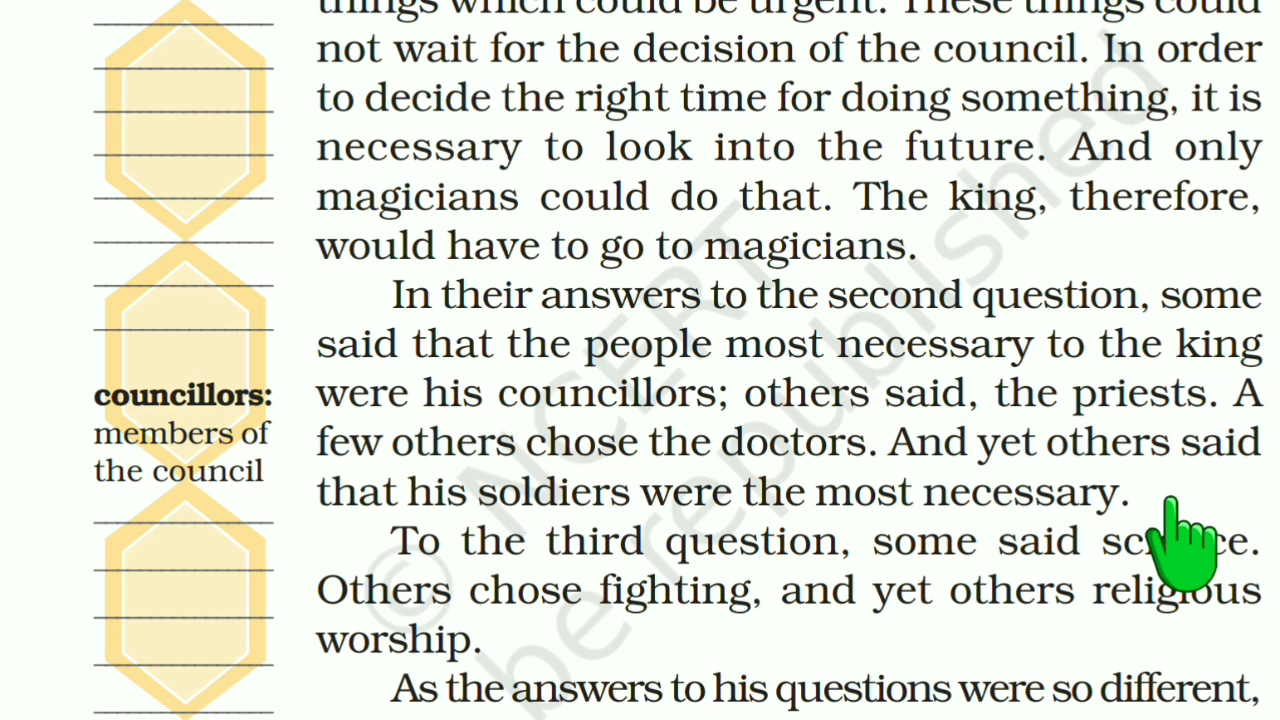 things which could be urgent. These things could
not wait for the decision of the council. In order
to decide the right time for doing something, it is
necessary to look into the future. And only
magicians could do that. The king, therefore,
would have to go to magicians.
In their answers to the second question, some
said that the people most necessary to the king
were his councillors; others said, the priests. A
few others chose the doctors. And yet others said
that his soldiers were the most necessary.
To the third question, some said
Others chose fighting, and yet others religious
worship.
As the answers to his questions were so different,
councillors:
members of
the council
© NCERT
be republished